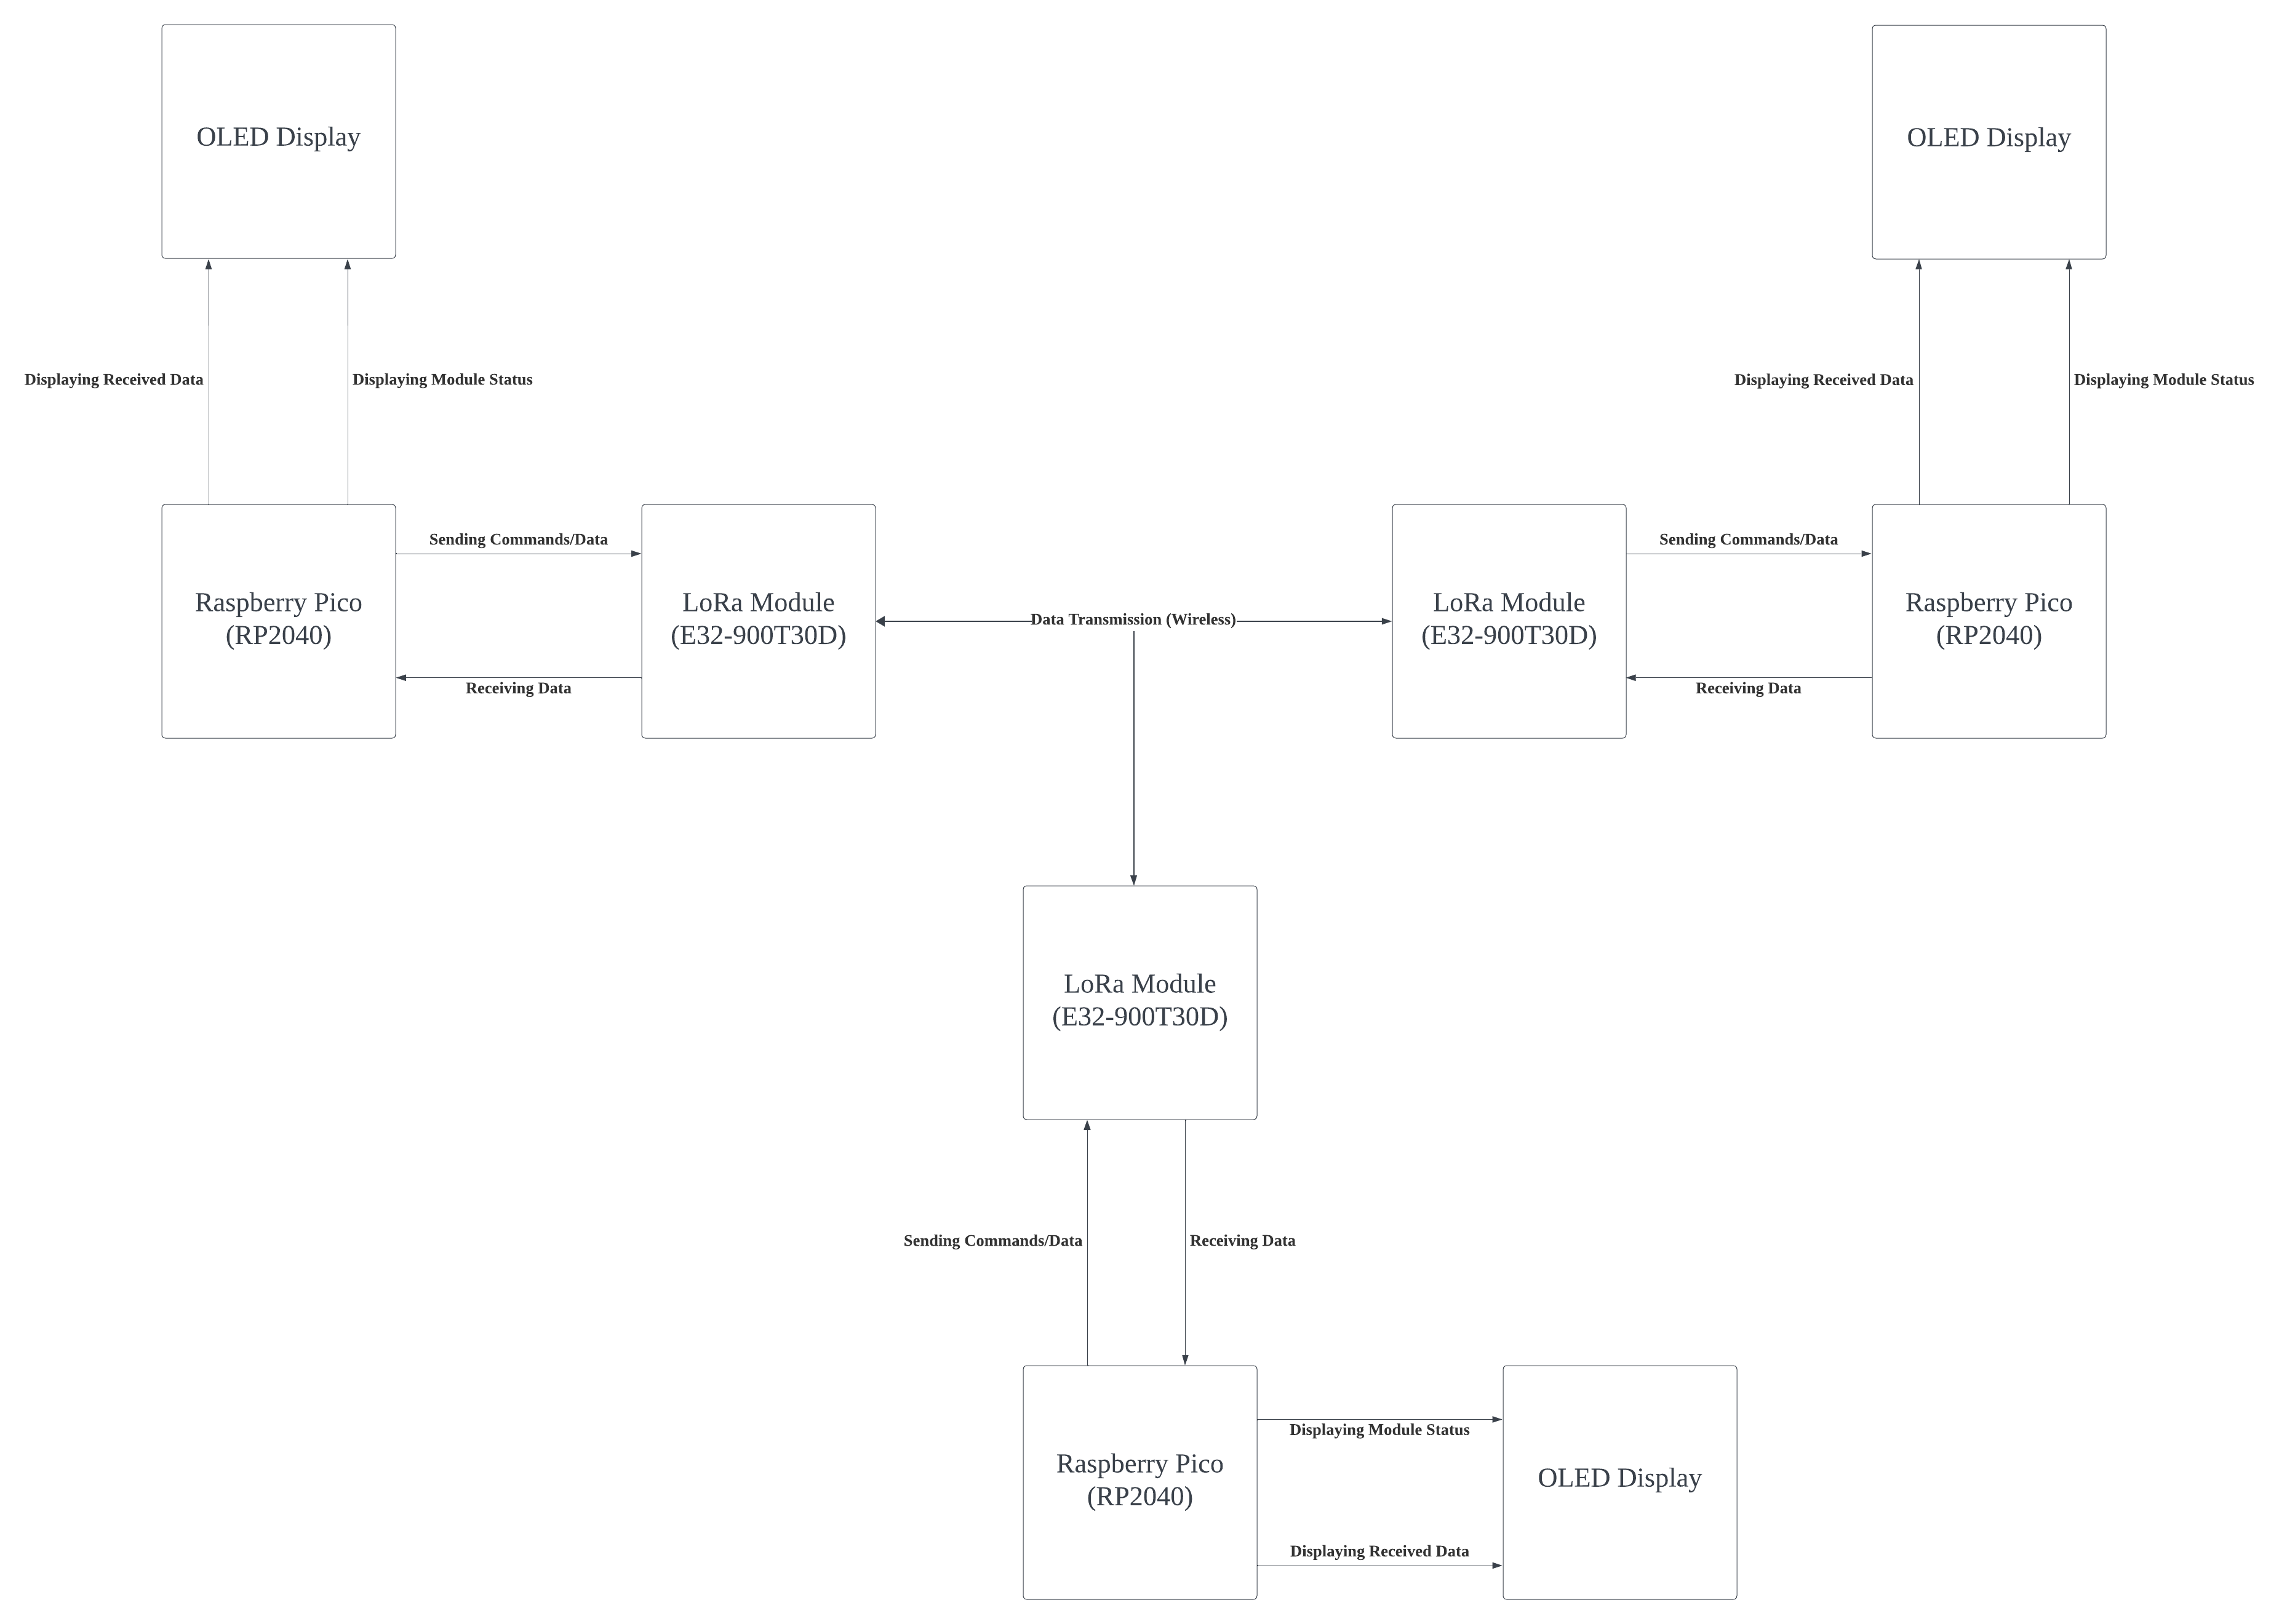 OLED Display
OLED Display
Displaying Received Data
Displaying Module Status
Displaying Received Data
Displaying Module Status
Sending Commands/Data
Sending Commands/Data
Raspberry Pico
(RP2040)
LoRa Module
(E32-900T30D)
Data Transmission (Wireless)
LoRa Module
(E32-900T30D)
Raspberry Pico
(RP2040)
Receiving Data
Receiving Data
LoRa Module
(E32-900T30D)
Sending Commands/Data
Receiving Data
Raspberry Pico
(RP2040)
Displaying Module Status
OLED Display
Displaying Received Data